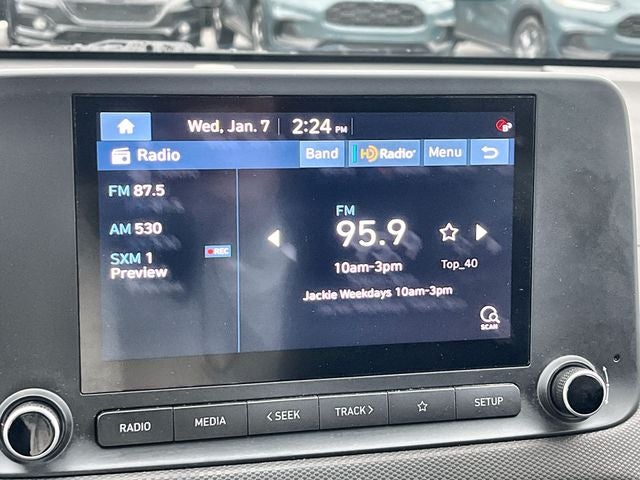 Wed, Jan. 7 2:24 PM
Radio Band HD Radio Menu
FM 87.5
AM 530
SXM 1
Preview
REC
FM
95.9
10am-3pm
Top_40
Jackie Weekdays 10am-3pm
SCAN
RADIO MEDIA < SEEK TRACK > SETUP